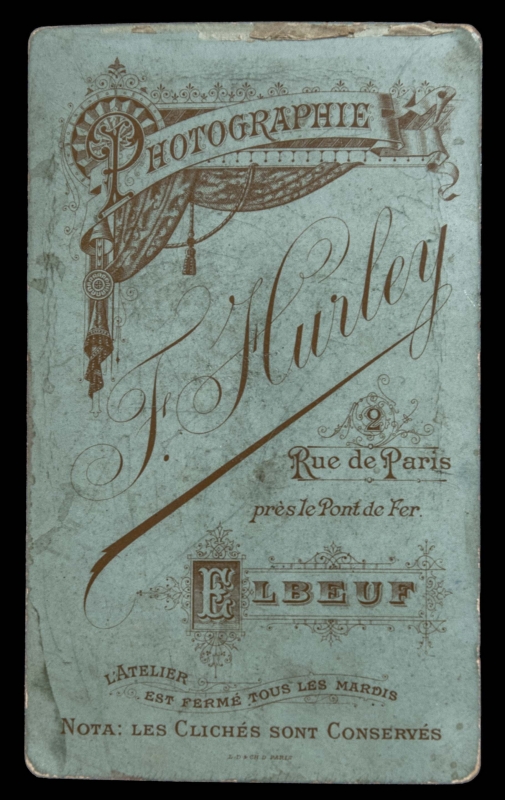 PHOTOGRAPHIE
F. Hurley
2
Rue de Paris
près le Pont de Fer.
ELBEUF
L'ATELIER
EST FERMÉ TOUS LES MARDIS
NOTA: LES CLICHÉS SONT CONSERVÉS